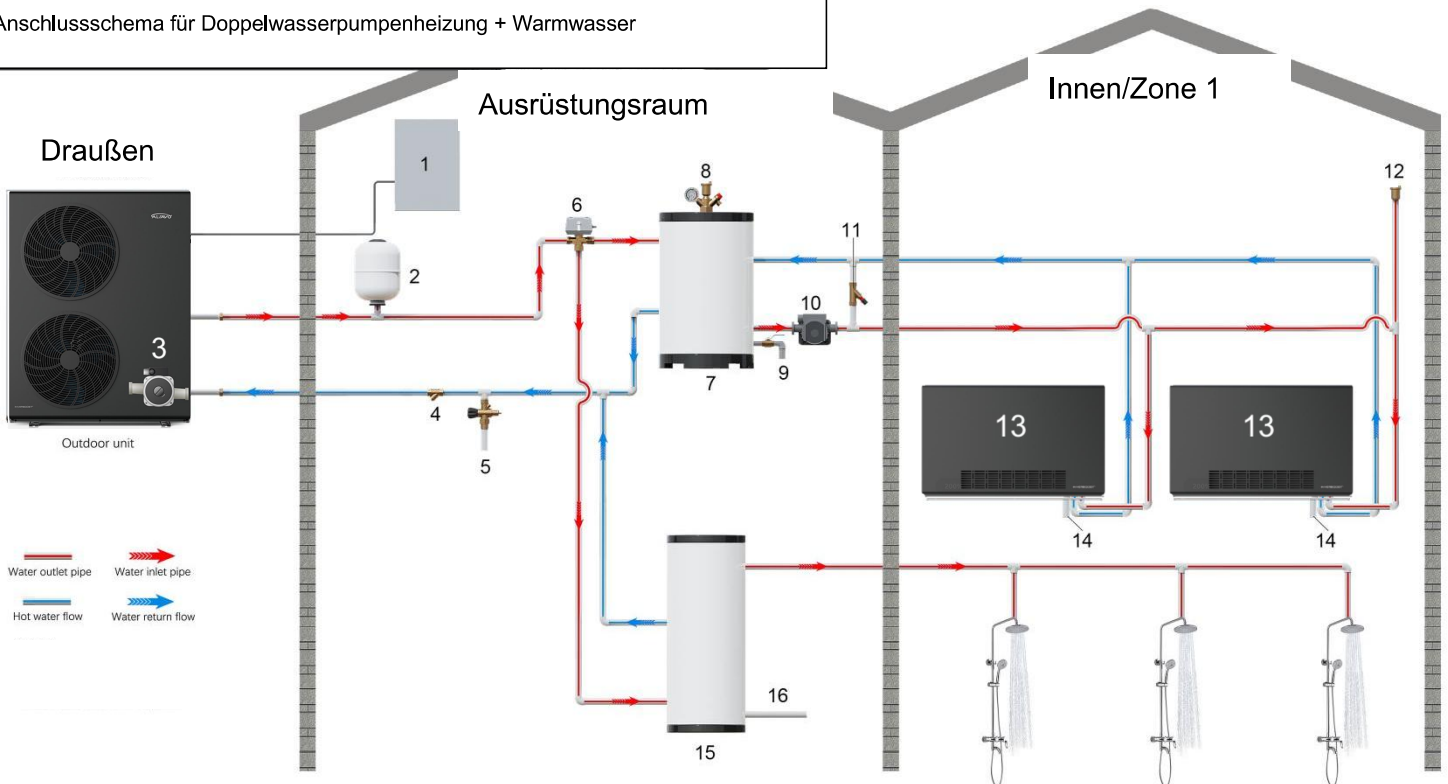 Anschlussschema für Doppelwasserpumpenheizung + Warmwasser
Ausrüstungsraum
Innen/Zone 1
Draußen
1
2
3
Outdoor unit
4
5
6
7
8
9
10
11
12
13
13
14
14
15
16
Water outlet pipe
Water inlet pipe
Hot water flow
Water return flow